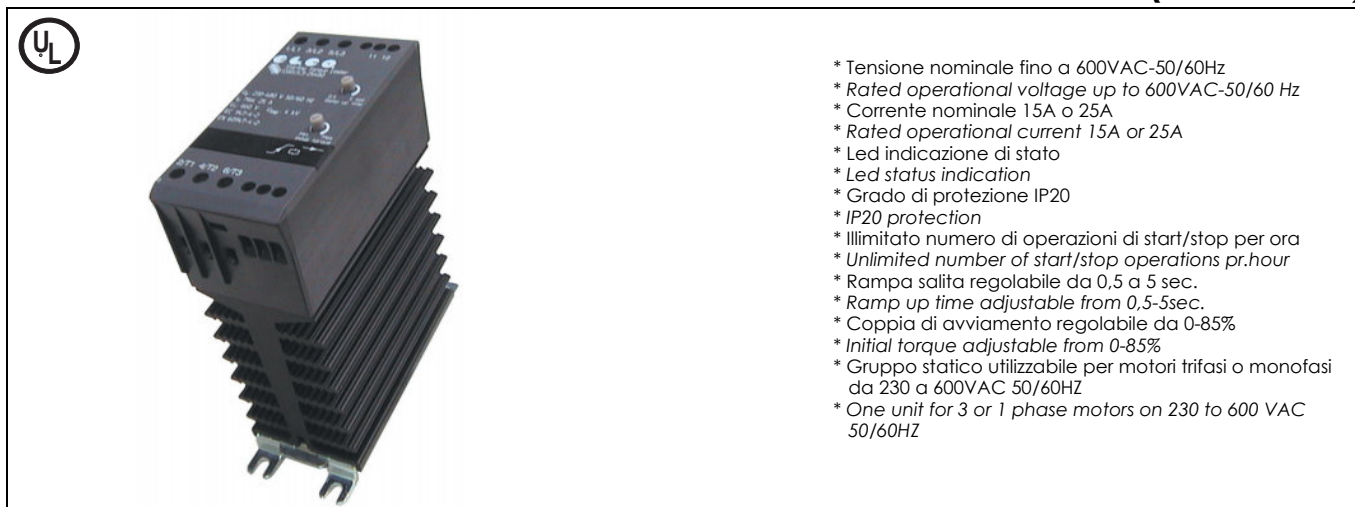 UL
1/L1 3/L2 5/L3
elca
2/T1 4/T2 6/T3
* Tensione nominale fino a 600VAC-50/60Hz
* Rated operational voltage up to 600VAC-50/60 Hz
* Corrente nominale 15A o 25A
* Rated operational current 15A or 25A
* Led indicazione di stato
* Led status indication
* Grado di protezione IP20
* IP20 protection
* Illimitato numero di operazioni di start/stop per ora
* Unlimited number of start/stop operations pr.hour
* Rampa salita regolabile da 0,5 a 5 sec.
* Ramp up time adjustable from 0,5-5sec.
* Coppia di avviamento regolabile da 0-85%
* Initial torque adjustable from 0-85%
* Gruppo statico utilizzabile per motori trifasi o monofasi
da 230 a 600VAC 50/60HZ
* One unit for 3 or 1 phase motors on 230 to 600 VAC
50/60HZ